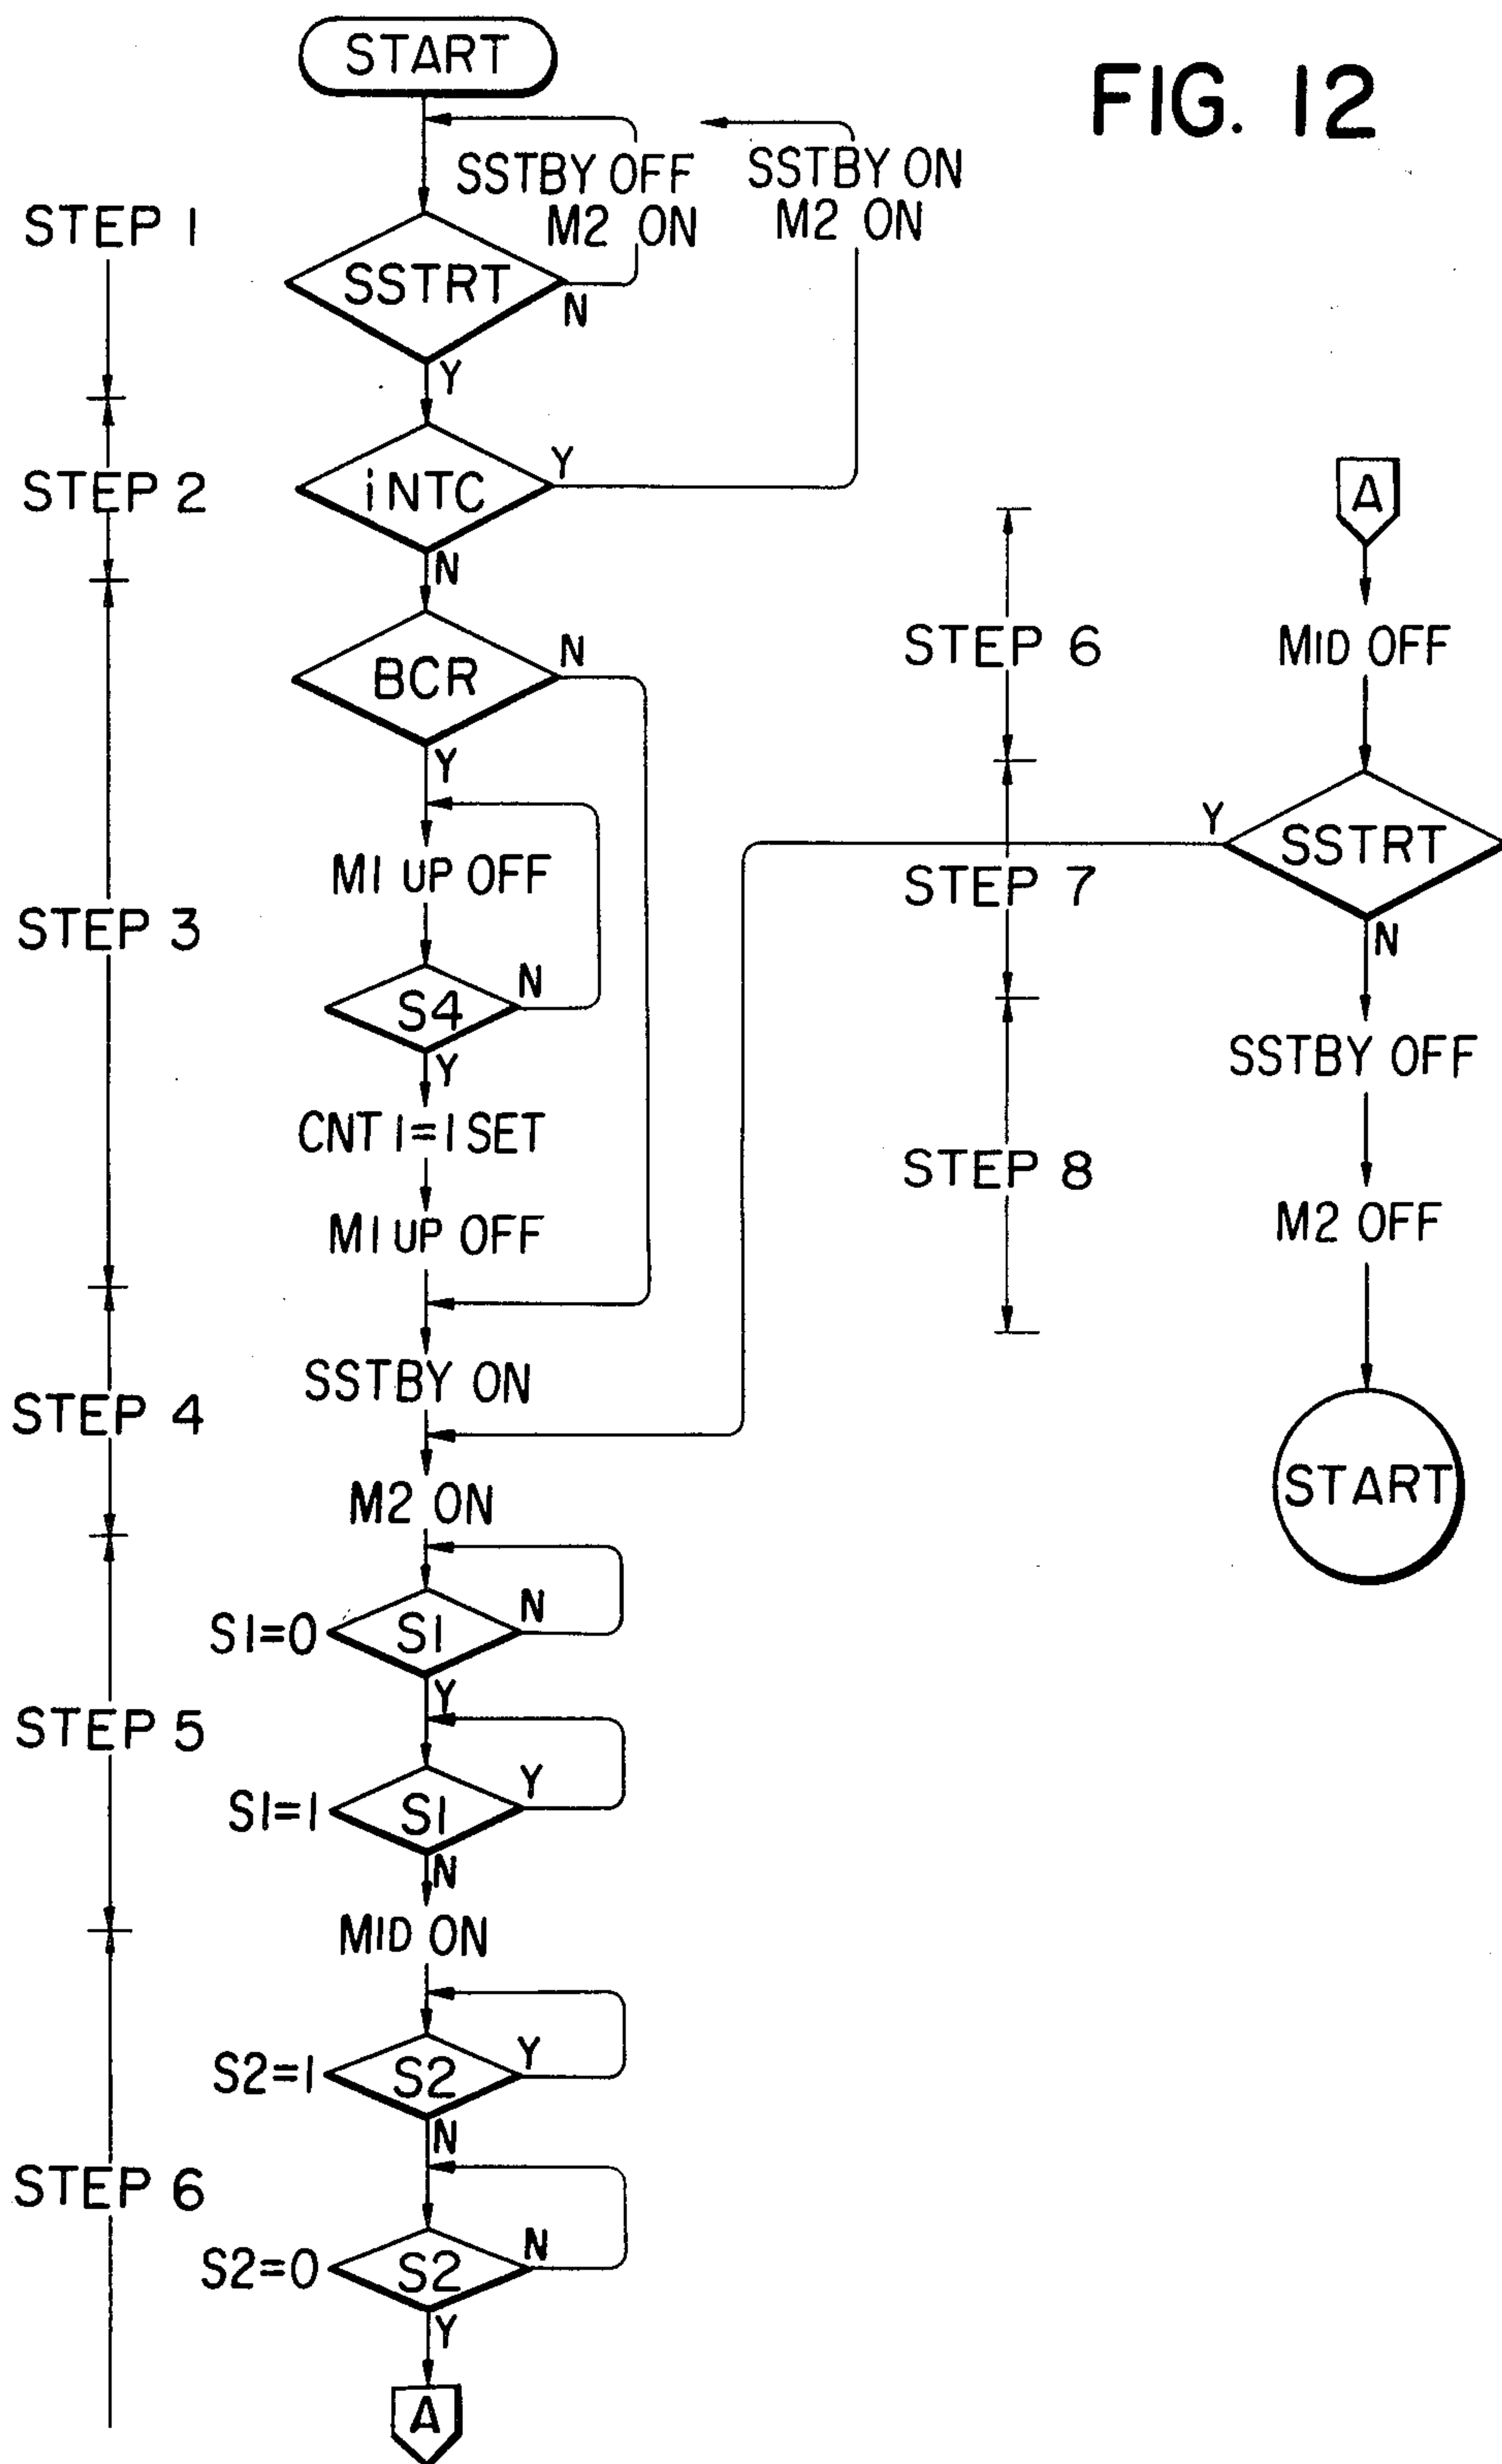 FIG. 12
START
SSTBY OFF
M2 ON
SSTBY ON
M2 ON
STEP 1
SSTRT
N
Y
STEP 2
iNTC
Y
N
STEP 3
BCR
N
Y
M1 UP OFF
S4
N
Y
CNT 1=1 SET
M1 UP OFF
STEP 4
SSTBY ON
M2 ON
STEP 5
S1=0
S1
N
Y
S1=1
S1
Y
N
M1D ON
STEP 6
S2=1
S2
Y
N
S2=0
S2
N
Y
A
A
STEP 6
M1D OFF
STEP 7
Y
SSTRT
N
STEP 8
SSTBY OFF
M2 OFF
START